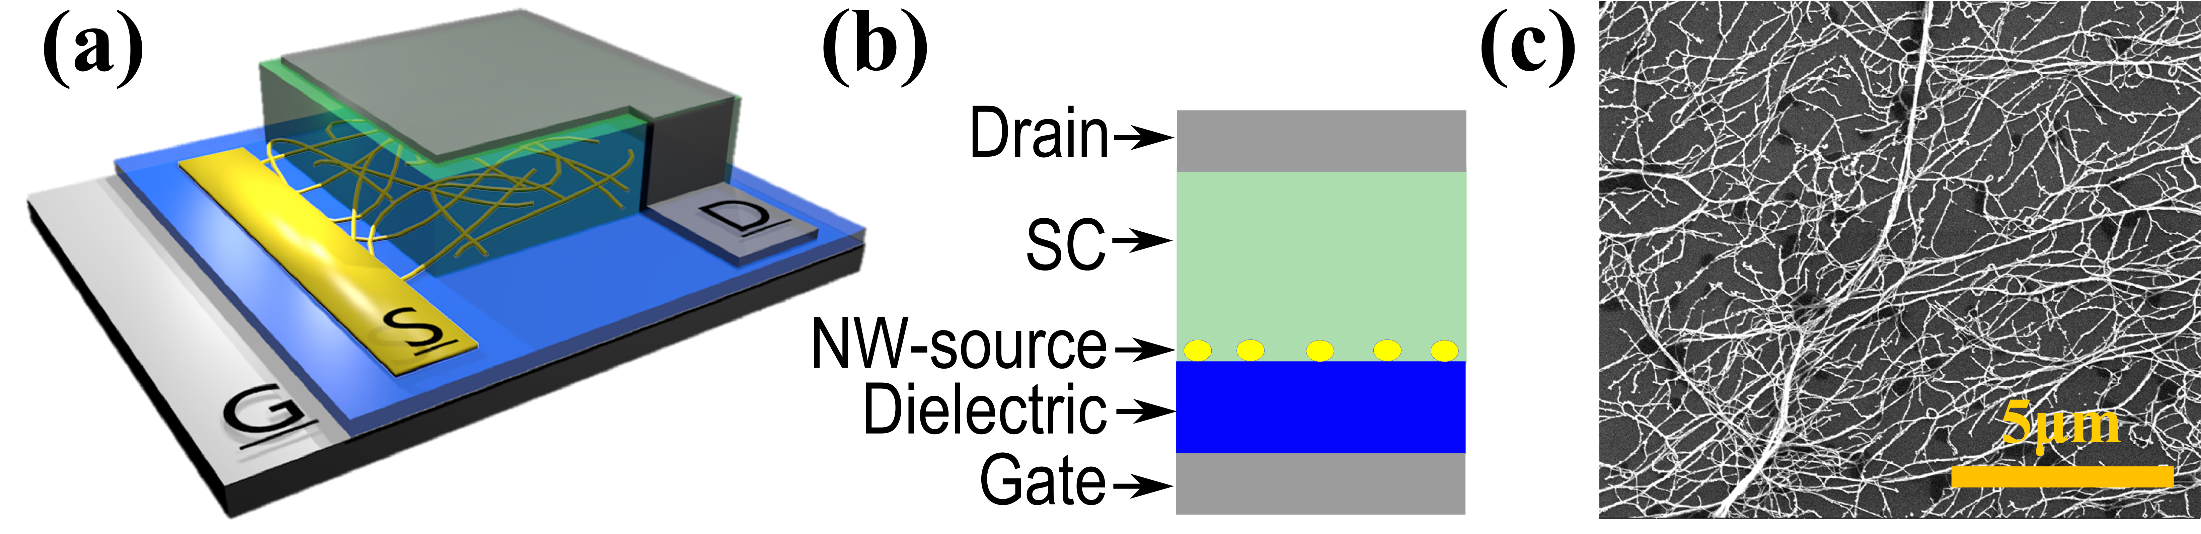 (a)
S
D
G
(b)
Drain
SC
NW-source
Dielectric
Gate
(c)
5μm